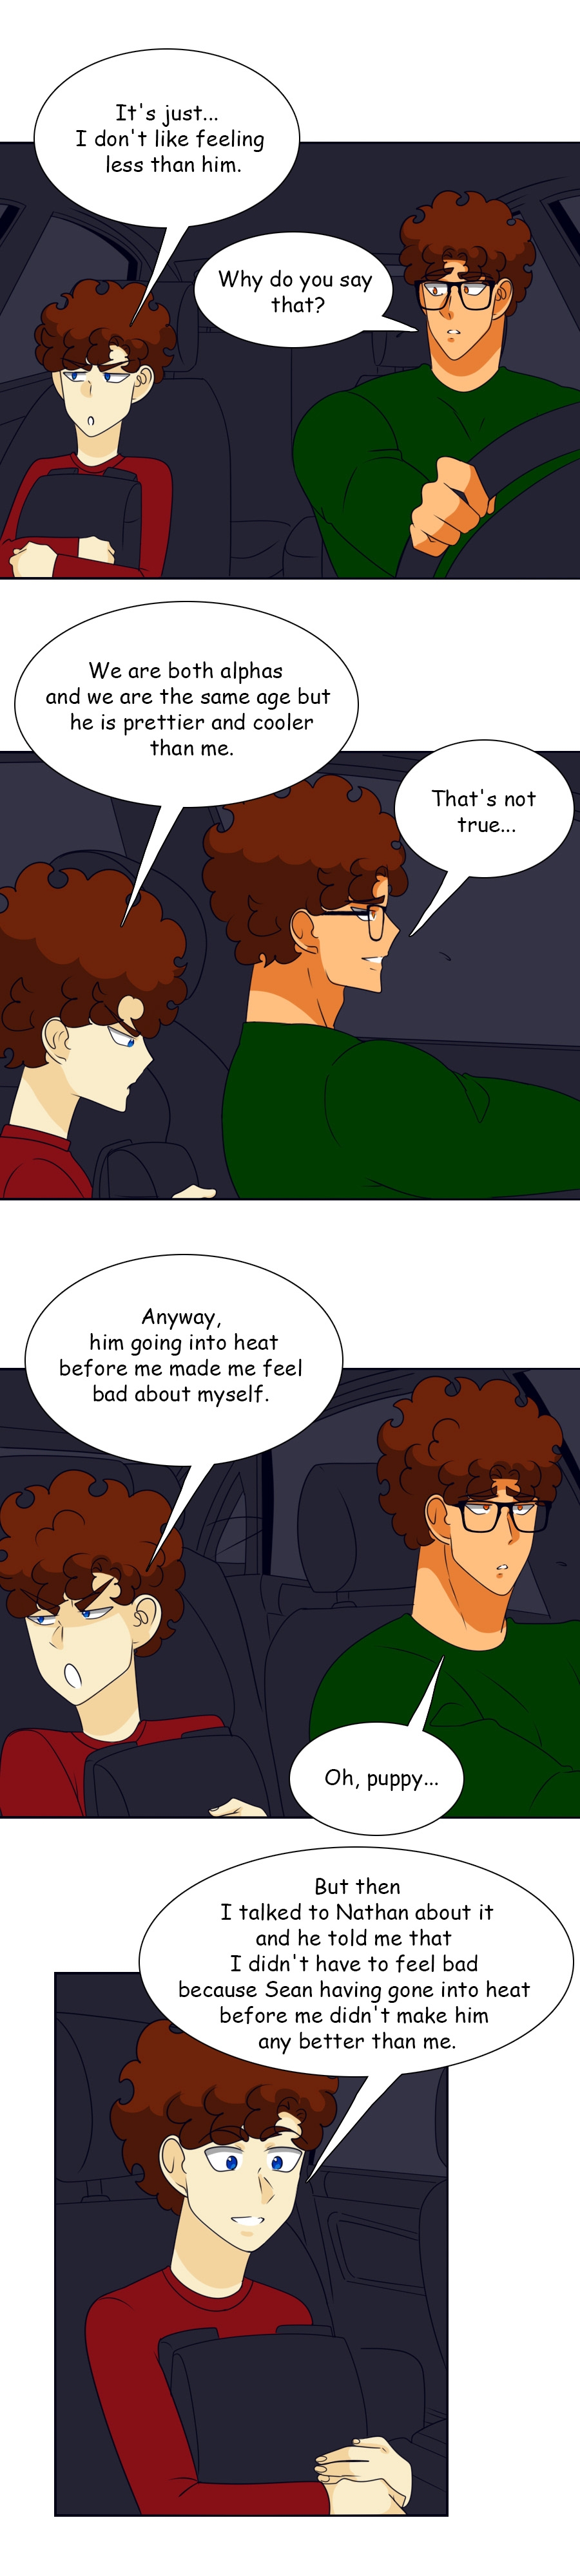 It's just...
I don't like feeling
less than him.
Why do you say
that?
We are both alphas
and we are the same age but
he is prettier and cooler
than me.
That's not
true...
Anyway,
him going into heat
before me made me feel
bad about myself.
Oh, puppy...
But then
I talked to Nathan about it
and he told me that
I didn't have to feel bad
because Sean having gone into heat
before me didn't make him
any better than me.